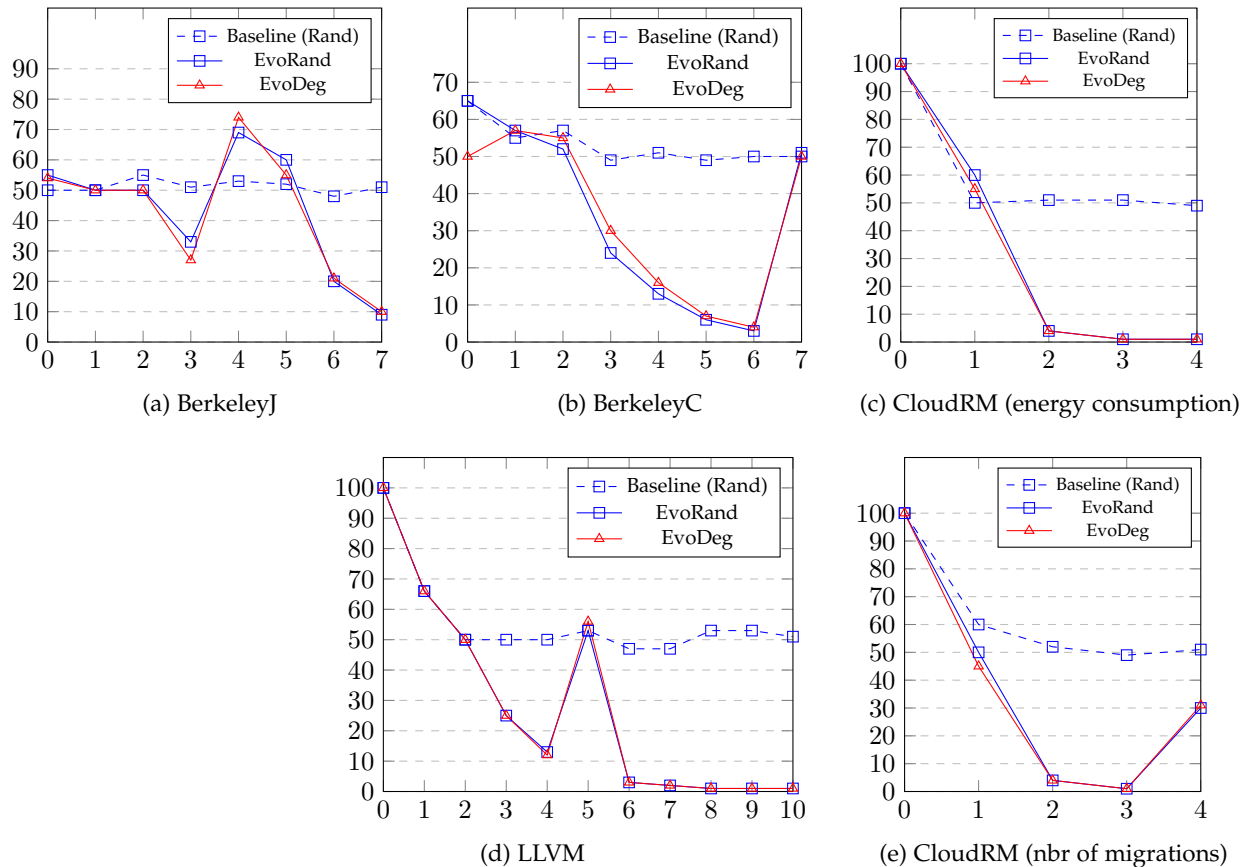 Baseline (Rand)
EvoRand
EvoDeg
90
80
70
60
50
40
30
20
10
0
0 1 2 3 4 5 6 7
(a) BerkeleyJ
Baseline (Rand)
EvoRand
EvoDeg
70
60
50
40
30
20
10
0
0 1 2 3 4 5 6 7
(b) BerkeleyC
Baseline (Rand)
EvoRand
EvoDeg
100
90
80
70
60
50
40
30
20
10
0
0 1 2 3 4
(c) CloudRM (energy consumption)
Baseline (Rand)
EvoRand
EvoDeg
100
90
80
70
60
50
40
30
20
10
0
0 1 2 3 4 5 6 7 8 9 10
(d) LLVM
Baseline (Rand)
EvoRand
EvoDeg
100
90
80
70
60
50
40
30
20
10
0
0 1 2 3 4
(e) CloudRM (nbr of migrations)